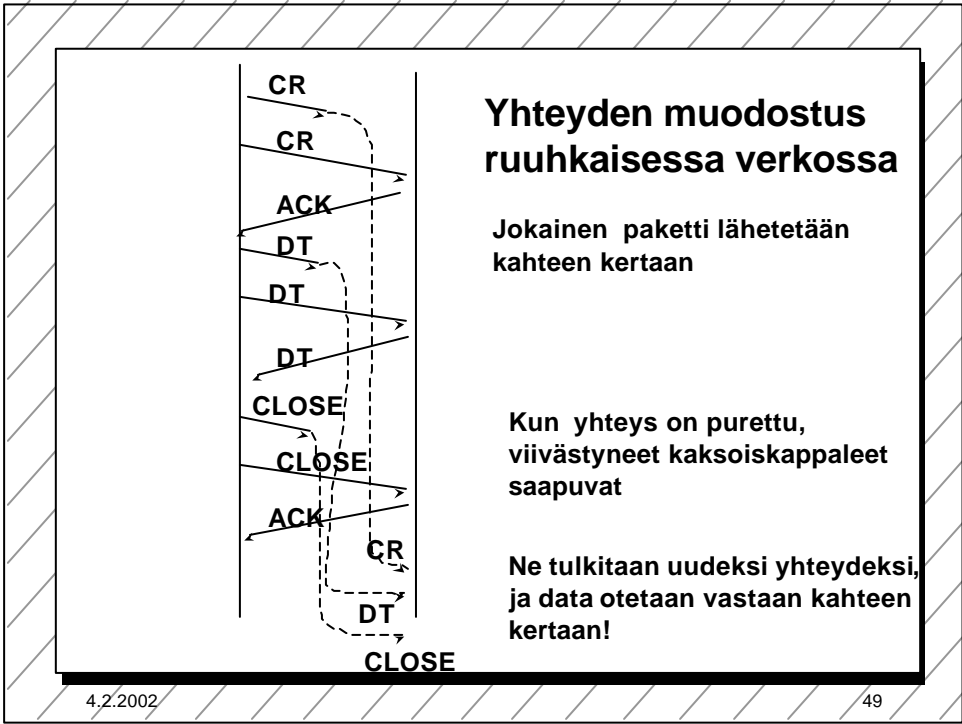 CR
CR
ACK
DT
DT
DT
CLOSE
CLOSE
ACK
CR
DT
CLOSE
Yhteyden muodostus
ruuhkaisessa verkossa
Jokainen paketti lähetetään
kahteen kertaan
Kun yhteys on purettu,
viivästyneet kaksoiskappaleet
saapuvat
Ne tulkitaan uudeksi yhteydeksi,
ja data otetaan vastaan kahteen
kertaan!
4.2.2002
49